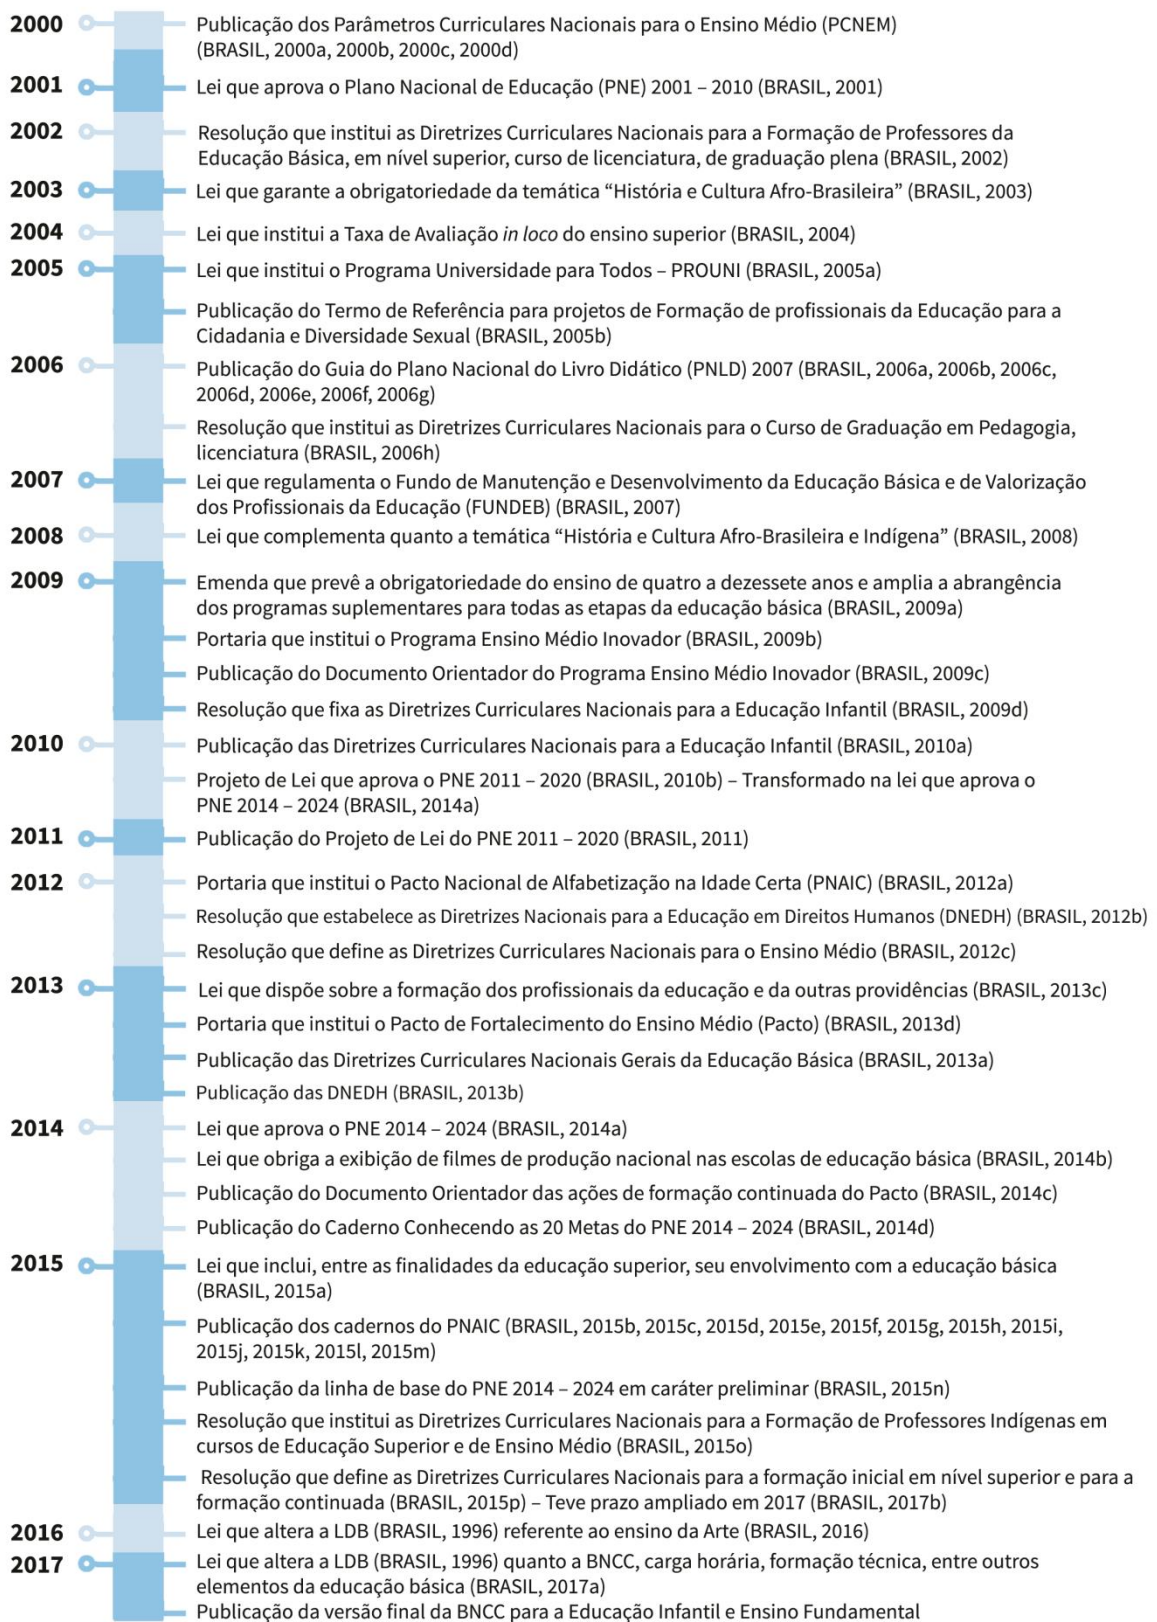 2000 Publicação dos Parâmetros Curriculares Nacionais para o Ensino Médio (PCNEM)
(BRASIL, 2000a, 2000b, 2000c, 2000d)
2001 Lei que aprova o Plano Nacional de Educação (PNE) 2001 – 2010 (BRASIL, 2001)
2002 Resolução que institui as Diretrizes Curriculares Nacionais para a Formação de Professores da
Educação Básica, em nível superior, curso de licenciatura, de graduação plena (BRASIL, 2002)
2003 Lei que garante a obrigatoriedade da temática “História e Cultura Afro-Brasileira” (BRASIL, 2003)
2004 Lei que institui a Taxa de Avaliação in loco do ensino superior (BRASIL, 2004)
2005 Lei que institui o Programa Universidade para Todos – PROUNI (BRASIL, 2005a)
Publicação do Termo de Referência para projetos de Formação de profissionais da Educação para a
Cidadania e Diversidade Sexual (BRASIL, 2005b)
2006 Publicação do Guia do Plano Nacional do Livro Didático (PNLD) 2007 (BRASIL, 2006a, 2006b, 2006c,
2006d, 2006e, 2006f, 2006g)
Resolução que institui as Diretrizes Curriculares Nacionais para o Curso de Graduação em Pedagogia,
licenciatura (BRASIL, 2006h)
2007 Lei que regulamenta o Fundo de Manutenção e Desenvolvimento da Educação Básica e de Valorização
dos Profissionais da Educação (FUNDEB) (BRASIL, 2007)
2008 Lei que complementa quanto a temática “História e Cultura Afro-Brasileira e Indígena” (BRASIL, 2008)
2009 Emenda que prevê a obrigatoriedade do ensino de quatro a dezessete anos e amplia a abrangência
dos programas suplementares para todas as etapas da educação básica (BRASIL, 2009a)
Portaria que institui o Programa Ensino Médio Inovador (BRASIL, 2009b)
Publicação do Documento Orientador do Programa Ensino Médio Inovador (BRASIL, 2009c)
Resolução que fixa as Diretrizes Curriculares Nacionais para a Educação Infantil (BRASIL, 2009d)
2010 Publicação das Diretrizes Curriculares Nacionais para a Educação Infantil (BRASIL, 2010a)
Projeto de Lei que aprova o PNE 2011 – 2020 (BRASIL, 2010b) – Transformado na lei que aprova o
PNE 2014 – 2024 (BRASIL, 2014a)
2011 Publicação do Projeto de Lei do PNE 2011 – 2020 (BRASIL, 2011)
2012 Portaria que institui o Pacto Nacional de Alfabetização na Idade Certa (PNAIC) (BRASIL, 2012a)
Resolução que estabelece as Diretrizes Nacionais para a Educação em Direitos Humanos (DNEDH) (BRASIL, 2012b)
Resolução que define as Diretrizes Curriculares Nacionais para o Ensino Médio (BRASIL, 2012c)
2013 Lei que dispõe sobre a formação dos profissionais da educação e da outras providências (BRASIL, 2013c)
Portaria que institui o Pacto de Fortalecimento do Ensino Médio (Pacto) (BRASIL, 2013d)
Publicação das Diretrizes Curriculares Nacionais Gerais da Educação Básica (BRASIL, 2013a)
Publicação das DNEDH (BRASIL, 2013b)
2014 Lei que aprova o PNE 2014 – 2024 (BRASIL, 2014a)
Lei que obriga a exibição de filmes de produção nacional nas escolas de educação básica (BRASIL, 2014b)
Publicação do Documento Orientador das ações de formação continuada do Pacto (BRASIL, 2014c)
Publicação do Caderno Conhecendo as 20 Metas do PNE 2014 – 2024 (BRASIL, 2014d)
2015 Lei que inclui, entre as finalidades da educação superior, seu envolvimento com a educação básica
(BRASIL, 2015a)
Publicação dos cadernos do PNAIC (BRASIL, 2015b, 2015c, 2015d, 2015e, 2015f, 2015g, 2015h, 2015i,
2015j, 2015k, 2015l, 2015m)
Publicação da linha de base do PNE 2014 – 2024 em caráter preliminar (BRASIL, 2015n)
Resolução que institui as Diretrizes Curriculares Nacionais para a Formação de Professores Indígenas em
cursos de Educação Superior e de Ensino Médio (BRASIL, 2015o)
Resolução que define as Diretrizes Curriculares Nacionais para a formação inicial em nível superior e para a
formação continuada (BRASIL, 2015p) – Teve prazo ampliado em 2017 (BRASIL, 2017b)
2016 Lei que altera a LDB (BRASIL, 1996) referente ao ensino da Arte (BRASIL, 2016)
2017 Lei que altera a LDB (BRASIL, 1996) quanto a BNCC, carga horária, formação técnica, entre outros
elementos da educação básica (BRASIL, 2017a)
Publicação da versão final da BNCC para a Educação Infantil e Ensino Fundamental